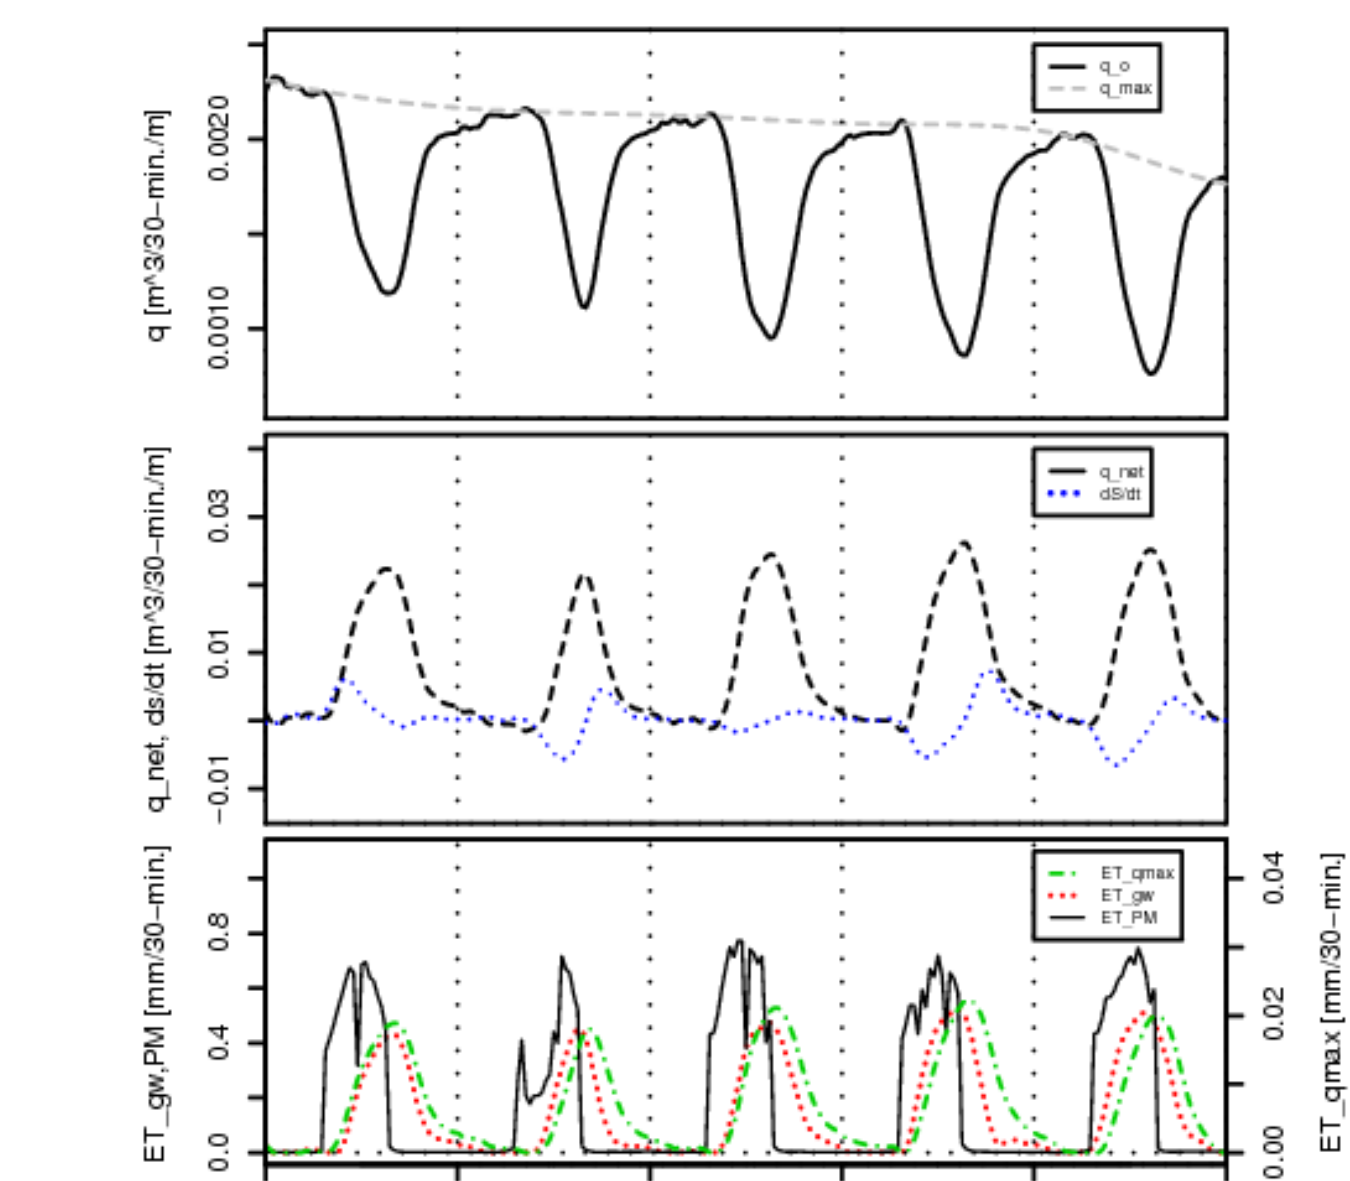 q [m^3/30−min./m]
0.0020
0.0010
q_o
q_max
q_net, ds/dt [m^3/30−min./m]
0.03
0.01
−0.01
q_net
dS/dt
ET_gw,PM [mm/30−min.]
0.8
0.4
0.0
ET_qmax
ET_gw
ET_PM
0.04
0.02
0.00
ET_qmax [mm/30−min.]